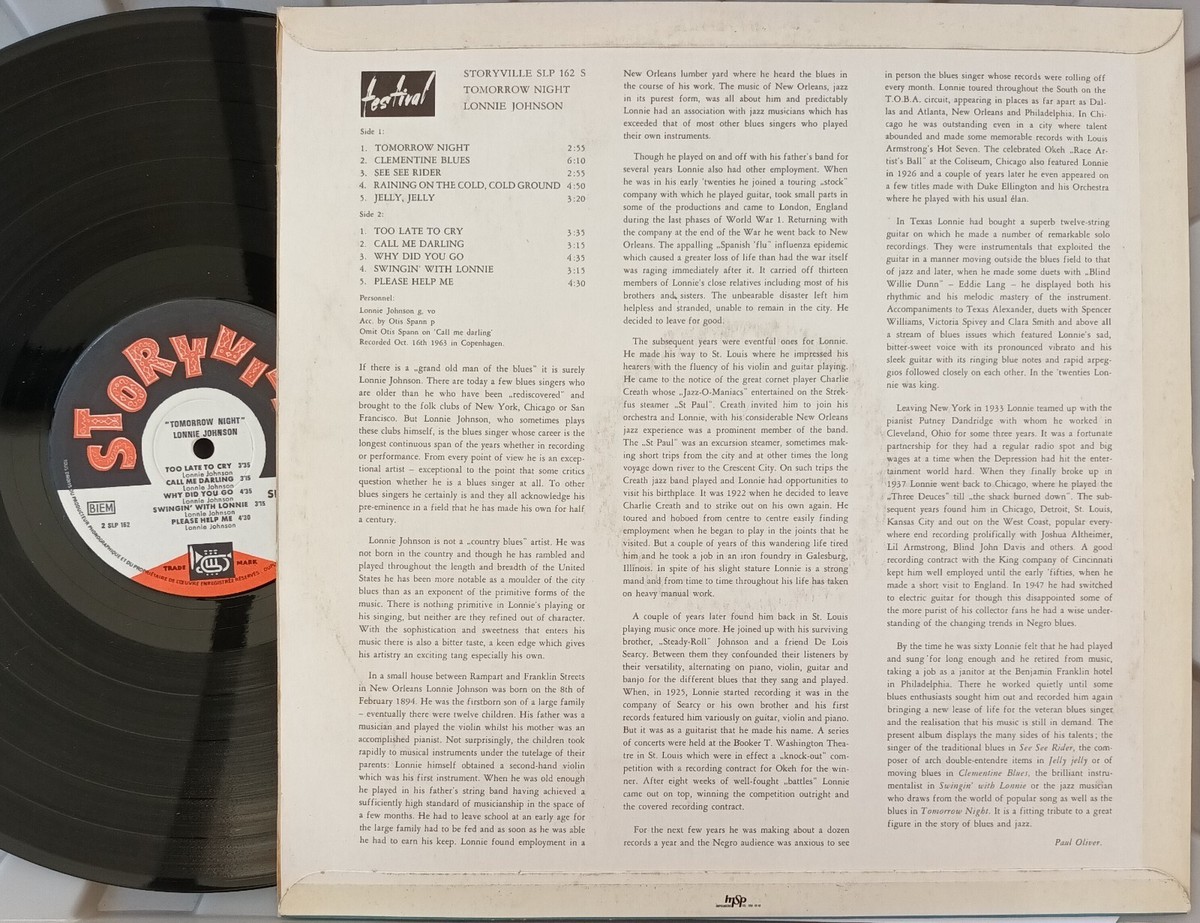 festival
STORYVILLE SLP 162 S
TOMORROW NIGHT
LONNIE JOHNSON
Side 1:
1. TOMORROW NIGHT 2:55
2. CLEMENTINE BLUES 6:10
3. SEE SEE RIDER 2:55
4. RAINING ON THE COLD, COLD GROUND 4:50
5. JELLY, JELLY 3:20
Side 2:
1. TOO LATE TO CRY 3:35
2. CALL ME DARLING 3:15
3. WHY DID YOU GO 4:35
4. SWINGIN' WITH LONNIE 3:15
5. PLEASE HELP ME 4:30
Personnel:
Lonnie Johnson g, vo
Acc. by Otis Spann p
Omit Otis Spann on 'Call me darling'
Recorded Oct. 16th 1963 in Copenhagen.
If there is a „grand old man of the blues" it is surely
Lonnie Johnson. There are today a few blues singers who
are older than he who have been „rediscovered" and
brought to the folk clubs of New York, Chicago or San
Francisco. But Lonnie Johnson, who sometimes plays
these clubs himself, is the blues singer whose career is the
longest continuous span of the years whether in recording
or performance. From every point of view he is an excep-
tional artist – exceptional to the point that some critics
question whether he is a blues singer at all. To other
blues singers he certainly is and they all acknowledge his
pre-eminence in a field that he has made his own for half
a century.
Lonnie Johnson is not a „country blues" artist. He was
not born in the country and though he has rambled and
played throughout the length and breadth of the United
States he has been more notable as a moulder of the city
blues than as an exponent of the primitive forms of the
music. There is nothing primitive in Lonnie's playing or
his singing, but neither are they refined out of character.
With the sophistication and sweetness that enters his
music there is also a bitter taste, a keen edge which gives
his artistry an exciting tang especially his own.
In a small house between Rampart and Franklin Streets
in New Orleans Lonnie Johnson was born on the 8th of
February 1894. He was the firstborn son of a large family
– eventually there were twelve children. His father was a
musician and played the violin whilst his mother was an
accomplished pianist. Not surprisingly, the children took
rapidly to musical instruments under the tutelage of their
parents: Lonnie himself obtained a second-hand violin
which was his first instrument. When he was old enough
he played in his father's string band having achieved a
sufficiently high standard of musicianship in the space of
a few months. He had to leave school at an early age for
the large family had to be fed and as soon as he was able
he had to earn his keep. Lonnie found employment in a
New Orleans lumber yard where he heard the blues in
the course of his work. The music of New Orleans, jazz
in its purest form, was all about him and predictably
Lonnie had an association with jazz musicians which has
exceeded that of most other blues singers who played
their own instruments.
Though he played on and off with his father's band for
several years Lonnie also had other employment. When
he was in his early 'twenties he joined a touring „stock"
company with which he played guitar, took small parts in
some of the productions and came to London, England
during the last phases of World War 1. Returning with
the company at the end of the War he went back to New
Orleans. The appalling „Spanish 'flu" influenza epidemic
which caused a greater loss of life than had the war itself
was raging immediately after it. It carried off thirteen
members of Lonnie's close relatives including most of his
brothers and sisters. The unbearable disaster left him
helpless and stranded, unable to remain in the city. He
decided to leave for good.
The subsequent years were eventful ones for Lonnie.
He made his way to St. Louis where he impressed his
hearers with the fluency of his violin and guitar playing.
He came to the notice of the great cornet player Charlie
Creath whose „Jazz-O-Maniacs" entertained on the Strek-
fus steamer „St Paul". Creath invited him to join his
orchestra and Lonnie, with his considerable New Orleans
jazz experience was a prominent member of the band.
The „St Paul" was an excursion steamer, sometimes mak-
ing short trips from the city and at other times the long
voyage down river to the Crescent City. On such trips the
Creath jazz band played and Lonnie had opportunities to
visit his birthplace. It was 1922 when he decided to leave
Charlie Creath and to strike out on his own again. He
toured and hoboed from centre to centre easily finding
employment when he began to play in the joints that he
visited. But a couple of years of this wandering life tired
him and he took a job in an iron foundry in Galesburg,
Illinois. In spite of his slight stature Lonnie is a strong
mand and from time to time throughout his life has taken
on heavy manual work.
A couple of years later found him back in St. Louis
playing music once more. He joined up with his surviving
brother, „Steady-Roll" Johnson and a friend De Lois
Searcy. Between them they confounded their listeners by
their versatility, alternating on piano, violin, guitar and
banjo for the different blues that they sang and played.
When, in 1925, Lonnie started recording it was in the
company of Searcy or his own brother and his first
records featured him variously on guitar, violin and piano.
But it was as a guitarist that he made his name. A series
of concerts were held at the Booker T. Washington Thea-
tre in St. Louis which were in effect a „knock-out" com-
petition with a recording contract for Okeh for the win-
ner. After eight weeks of well-fought „battles" Lonnie
came out on top, winning the competition outright and
the covered recording contract.
For the next few years he was making about a dozen
records a year and the Negro audience was anxious to see
in person the blues singer whose records were rolling off
every month. Lonnie toured throughout the South on the
T.O.B.A. circuit, appearing in places as far apart as Dal-
las and Atlanta, New Orleans and Philadelphia. In Chi-
cago he was outstanding even in a city where talent
abounded and made some memorable records with Louis
Armstrong's Hot Seven. The celebrated Okeh „Race Ar-
tist's Ball" at the Coliseum, Chicago also featured Lonnie
in 1926 and a couple of years later he even appeared on
a few titles made with Duke Ellington and his Orchestra
where he played with his usual élan.
In Texas Lonnie had bought a superb twelve-string
guitar on which he made a number of remarkable solo
recordings. They were instrumentals that exploited the
guitar in a manner moving outside the blues field to that
of jazz and later, when he made some duets with „Blind
Willie Dunn" – Eddie Lang – he displayed both his
rhythmic and his melodic mastery of the instrument.
Accompaniments to Texas Alexander, duets with Spencer
Williams, Victoria Spivey and Clara Smith and above all
a stream of blues issues which featured Lonnie's sad,
bitter-sweet voice with its pronounced vibrato and his
sleek guitar with its ringing blue notes and rapid arpeg-
gios followed closely on each other. In the 'twenties Lon-
nie was king.
Leaving New York in 1933 Lonnie teamed up with the
pianist Putney Dandridge with whom he worked in
Cleveland, Ohio for some three years. It was a fortunate
partnership for they had a regular radio spot and big
wages at a time when the Depression had hit the enter-
tainment world hard. When they finally broke up in
1937 Lonnie went back to Chicago, where he played the
„Three Deuces" till „the shack burned down". The sub-
sequent years found him in Chicago, Detroit, St. Louis,
Kansas City and out on the West Coast, popular every-
where end recording prolifically with Joshua Altheimer,
Lil Armstrong, Blind John Davis and others. A good
recording contract with the King company of Cincinnati
kept him well employed until the early 'fifties, when he
made a short visit to England. In 1947 he had switched
to electric guitar for though this disappointed some of
the more purist of his collector fans he had a wise under-
standing of the changing trends in Negro blues.
By the time he was sixty Lonnie felt that he had played
and sung for long enough and he retired from music,
taking a job as a janitor at the Benjamin Franklin hotel
in Philadelphia. There he worked quietly until some
blues enthusiasts sought him out and recorded him again
bringing a new lease of life for the veteran blues singer
and the realisation that his music is still in demand. The
present album displays the many sides of his talents; the
singer of the traditional blues in See See Rider, the com-
poser of arch double-entendre items in Jelly jelly or of
moving blues in Clementine Blues, the brilliant instru-
mentalist in Swingin' with Lonnie or the jazz musician
who draws from the world of popular song as well as the
blues in Tomorrow Night. It is a fitting tribute to a great
figure in the story of blues and jazz.
Paul Oliver.
STORYVI
"TOMORROW NIGHT"
LONNIE JOHNSON
TOO LATE TO CRY 3'35
Lonnie Johnson
CALL ME DARLING 3'15
Lonnie Johnson
WHY DID YOU GO 4'35
Lonnie Johnson
SWINGIN' WITH LONNIE 3'15
Lonnie Johnson
PLEASE HELP ME 4'30
Lonnie Johnson
BIEM
2 SLP 162
TRADE MARK
msp